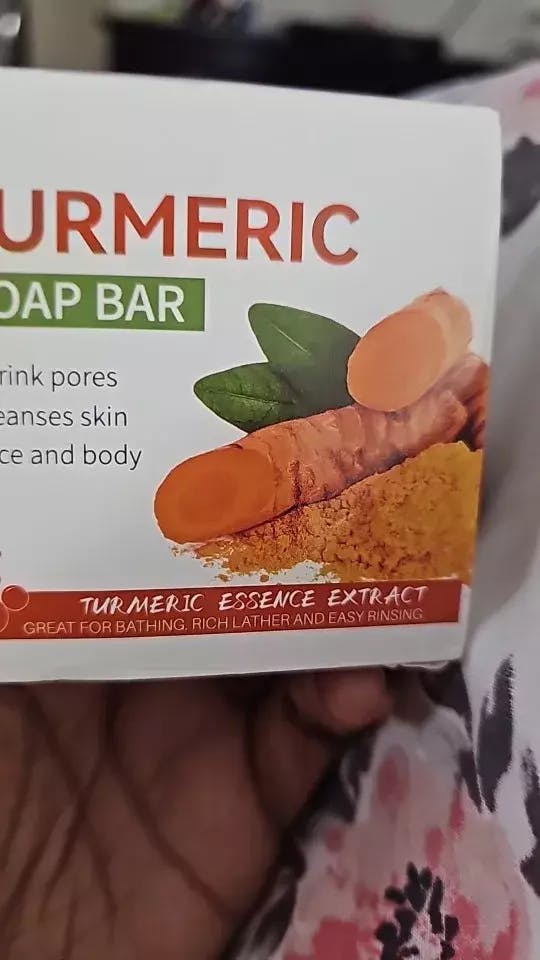 URMERIC
OAP BAR
rink pores
eanses skin
ce and body
TURMERIC ESSENCE EXTRACT
GREAT FOR BATHING. RICH LATHER AND EASY RINSING